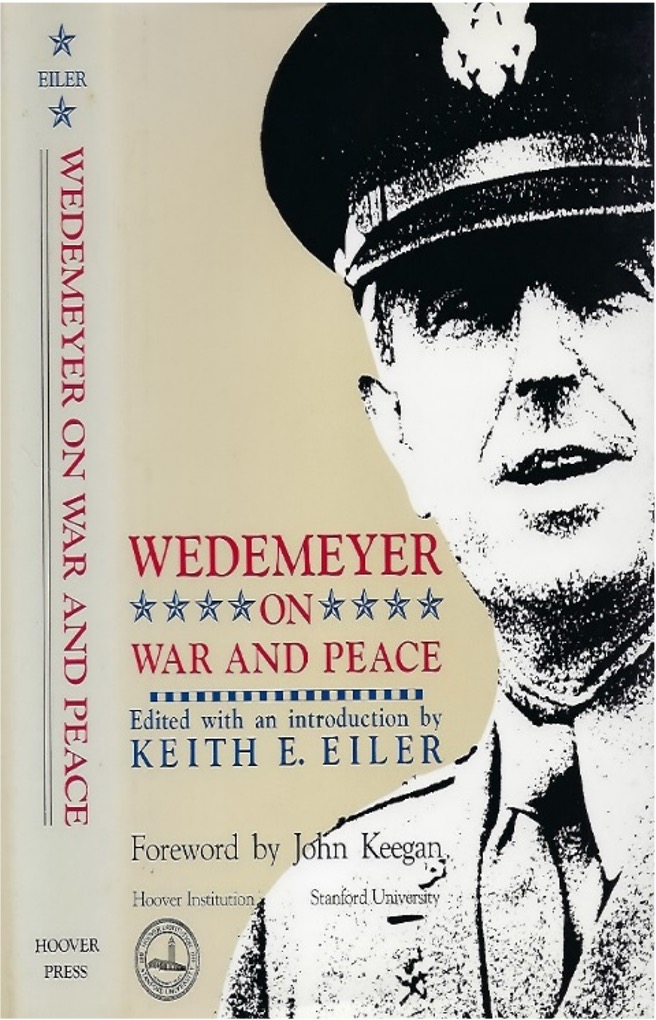 EILER
WEDEMEYER ON WAR AND PEACE
HOOVER
PRESS
WEDEMEYER
ON
WAR AND PEACE
Edited with an introduction by
KEITH E. EILER
Foreword by John Keegan
Hoover Institution
Stanford University